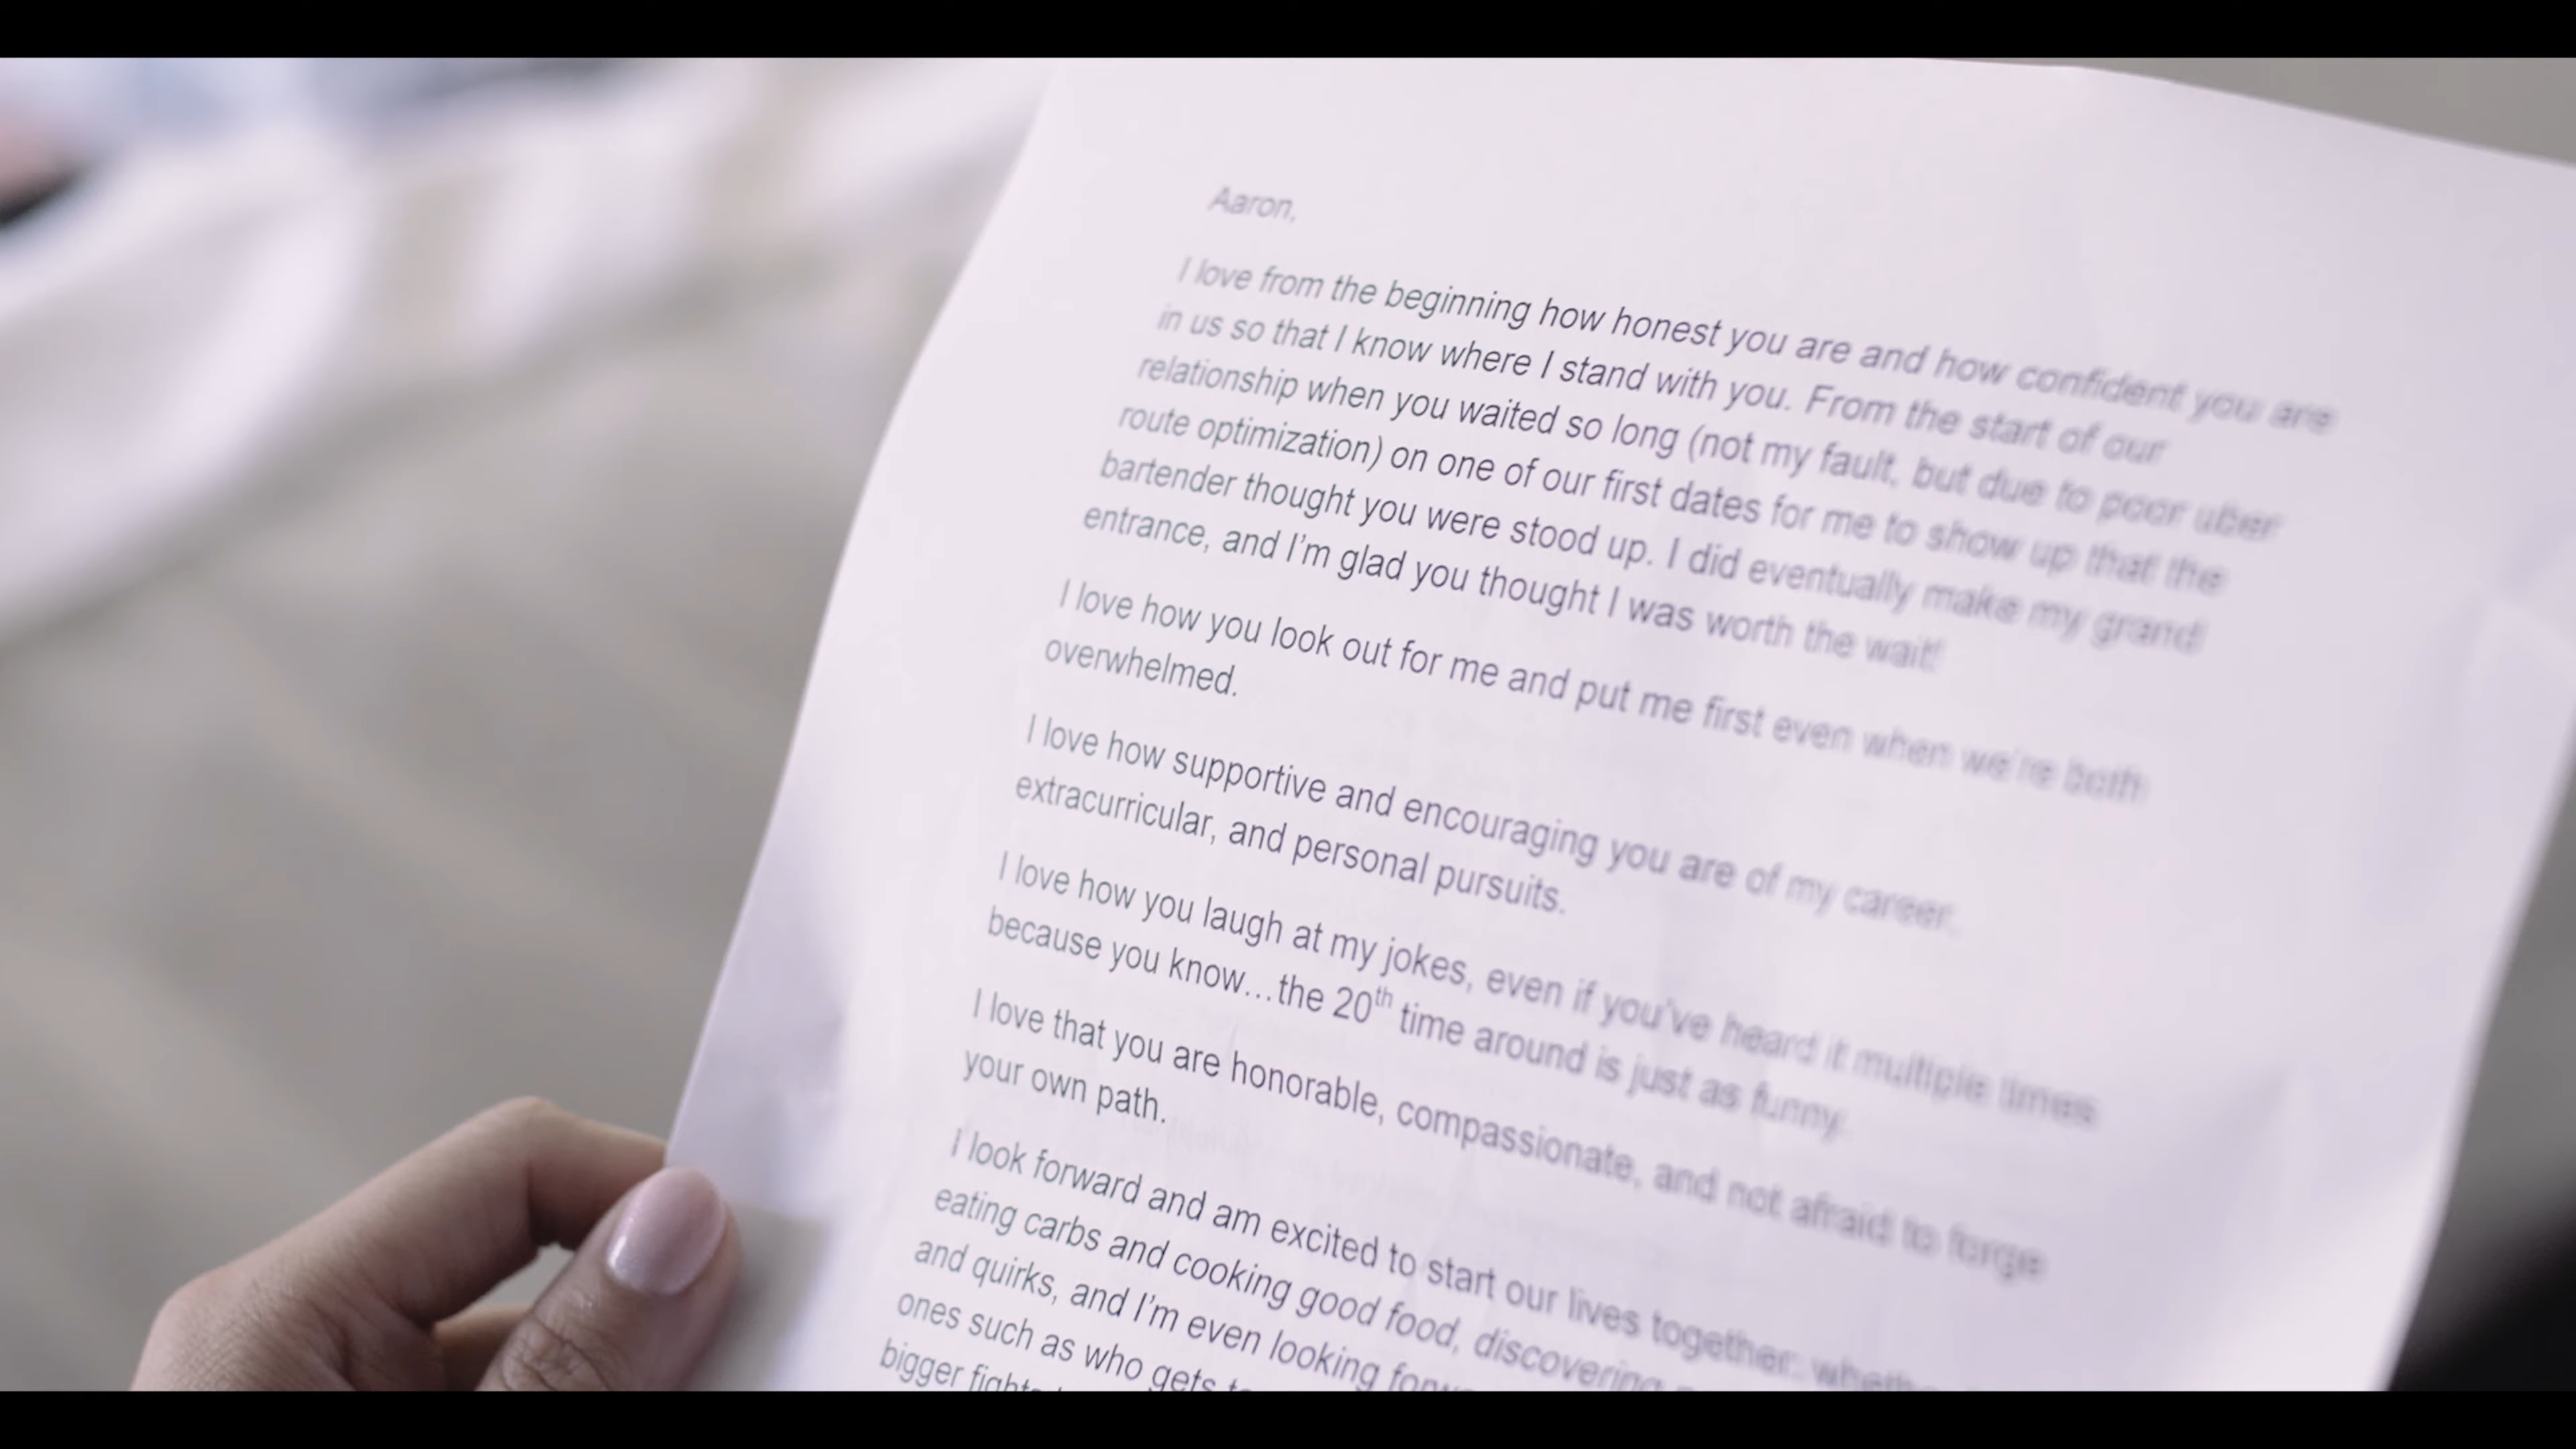 Aaron,
I love from the beginning how honest you are and how confident you are
in us so that I know where I stand with you. From the start of our
relationship when you waited so long (not my fault, but due to poor uber
route optimization) on one of our first dates for me to show up that the
bartender thought you were stood up. I did eventually make my grand
entrance, and I'm glad you thought I was worth the wait!
I love how you look out for me and put me first even when we're both
overwhelmed.
I love how supportive and encouraging you are of my career,
extracurricular, and personal pursuits.
I love how you laugh at my jokes, even if you've heard it multiple times
because you know…the 20th time around is just as funny.
I love that you are honorable, compassionate, and not afraid to forge
your own path.
I look forward and am excited to start our lives together:
eating carbs and cooking good food, discovering
and quirks, and I'm even looking
ones such as who gets
bigger